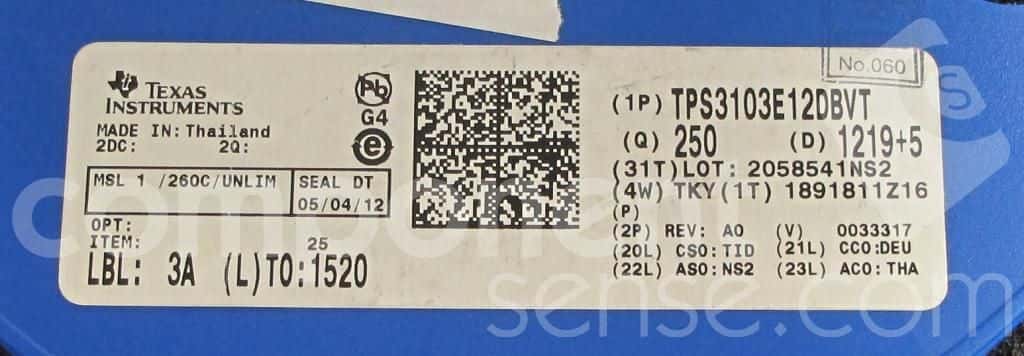 TEXAS
INSTRUMENTS
MADE IN: Thailand
2DC: 2Q:
MSL 1 /260C/UNLIM
SEAL DT
05/04/12
OPT:
ITEM: 25
LBL: 3A (L)TO:1520
Pb
G4
e
No.060
(1P) TPS3103E12DBVT
(Q) 250 (D) 1219+5
(31T)LOT: 2058541NS2
(4W) TKY(1T) 1891811Z16
(P)
(2P) REV: A0 (V) 0033317
(20L) CSO:TID (21L) CCO:DEU
(22L) ASO:NS2 (23L) ACO:THA
component
sense.com